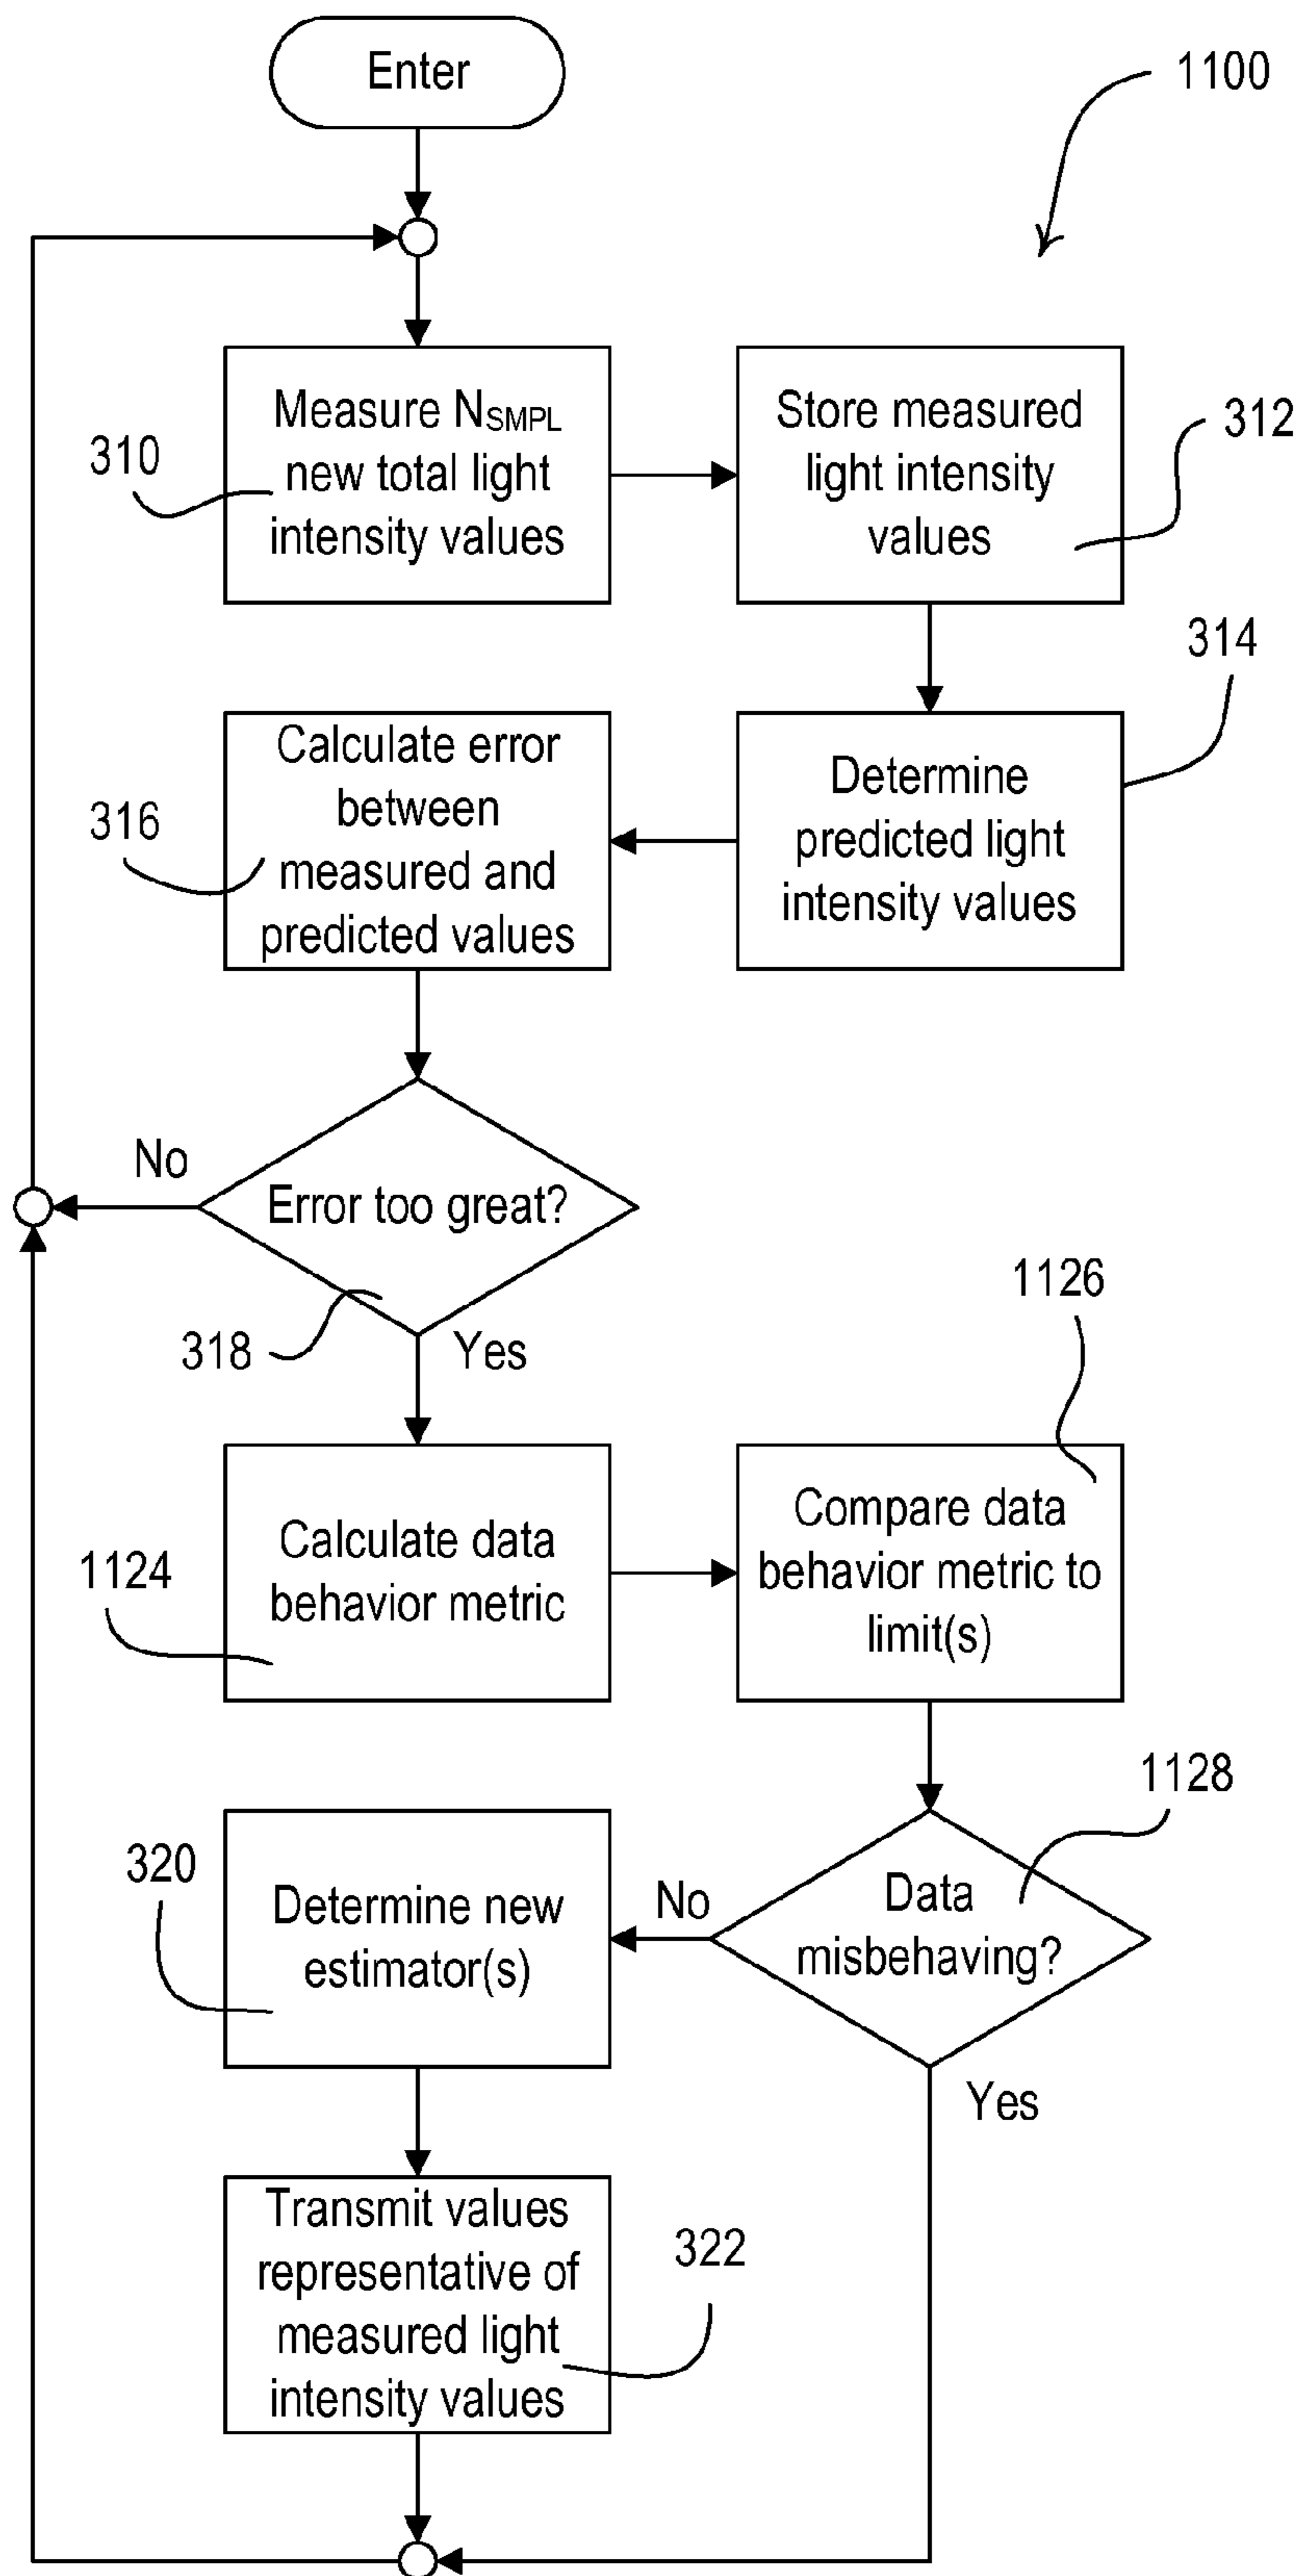 Enter
1100
Measure NSMPL
new total light
intensity values
310
Store measured
light intensity
values
312
314
Calculate error
between
measured and
predicted values
316
Determine
predicted light
intensity values
No
Error too great?
318
Yes
1126
Calculate data
behavior metric
1124
Compare data
behavior metric to
limit(s)
1128
320
Determine new
estimator(s)
No
Data
misbehaving?
Yes
Transmit values
representative of
measured light
intensity values
322